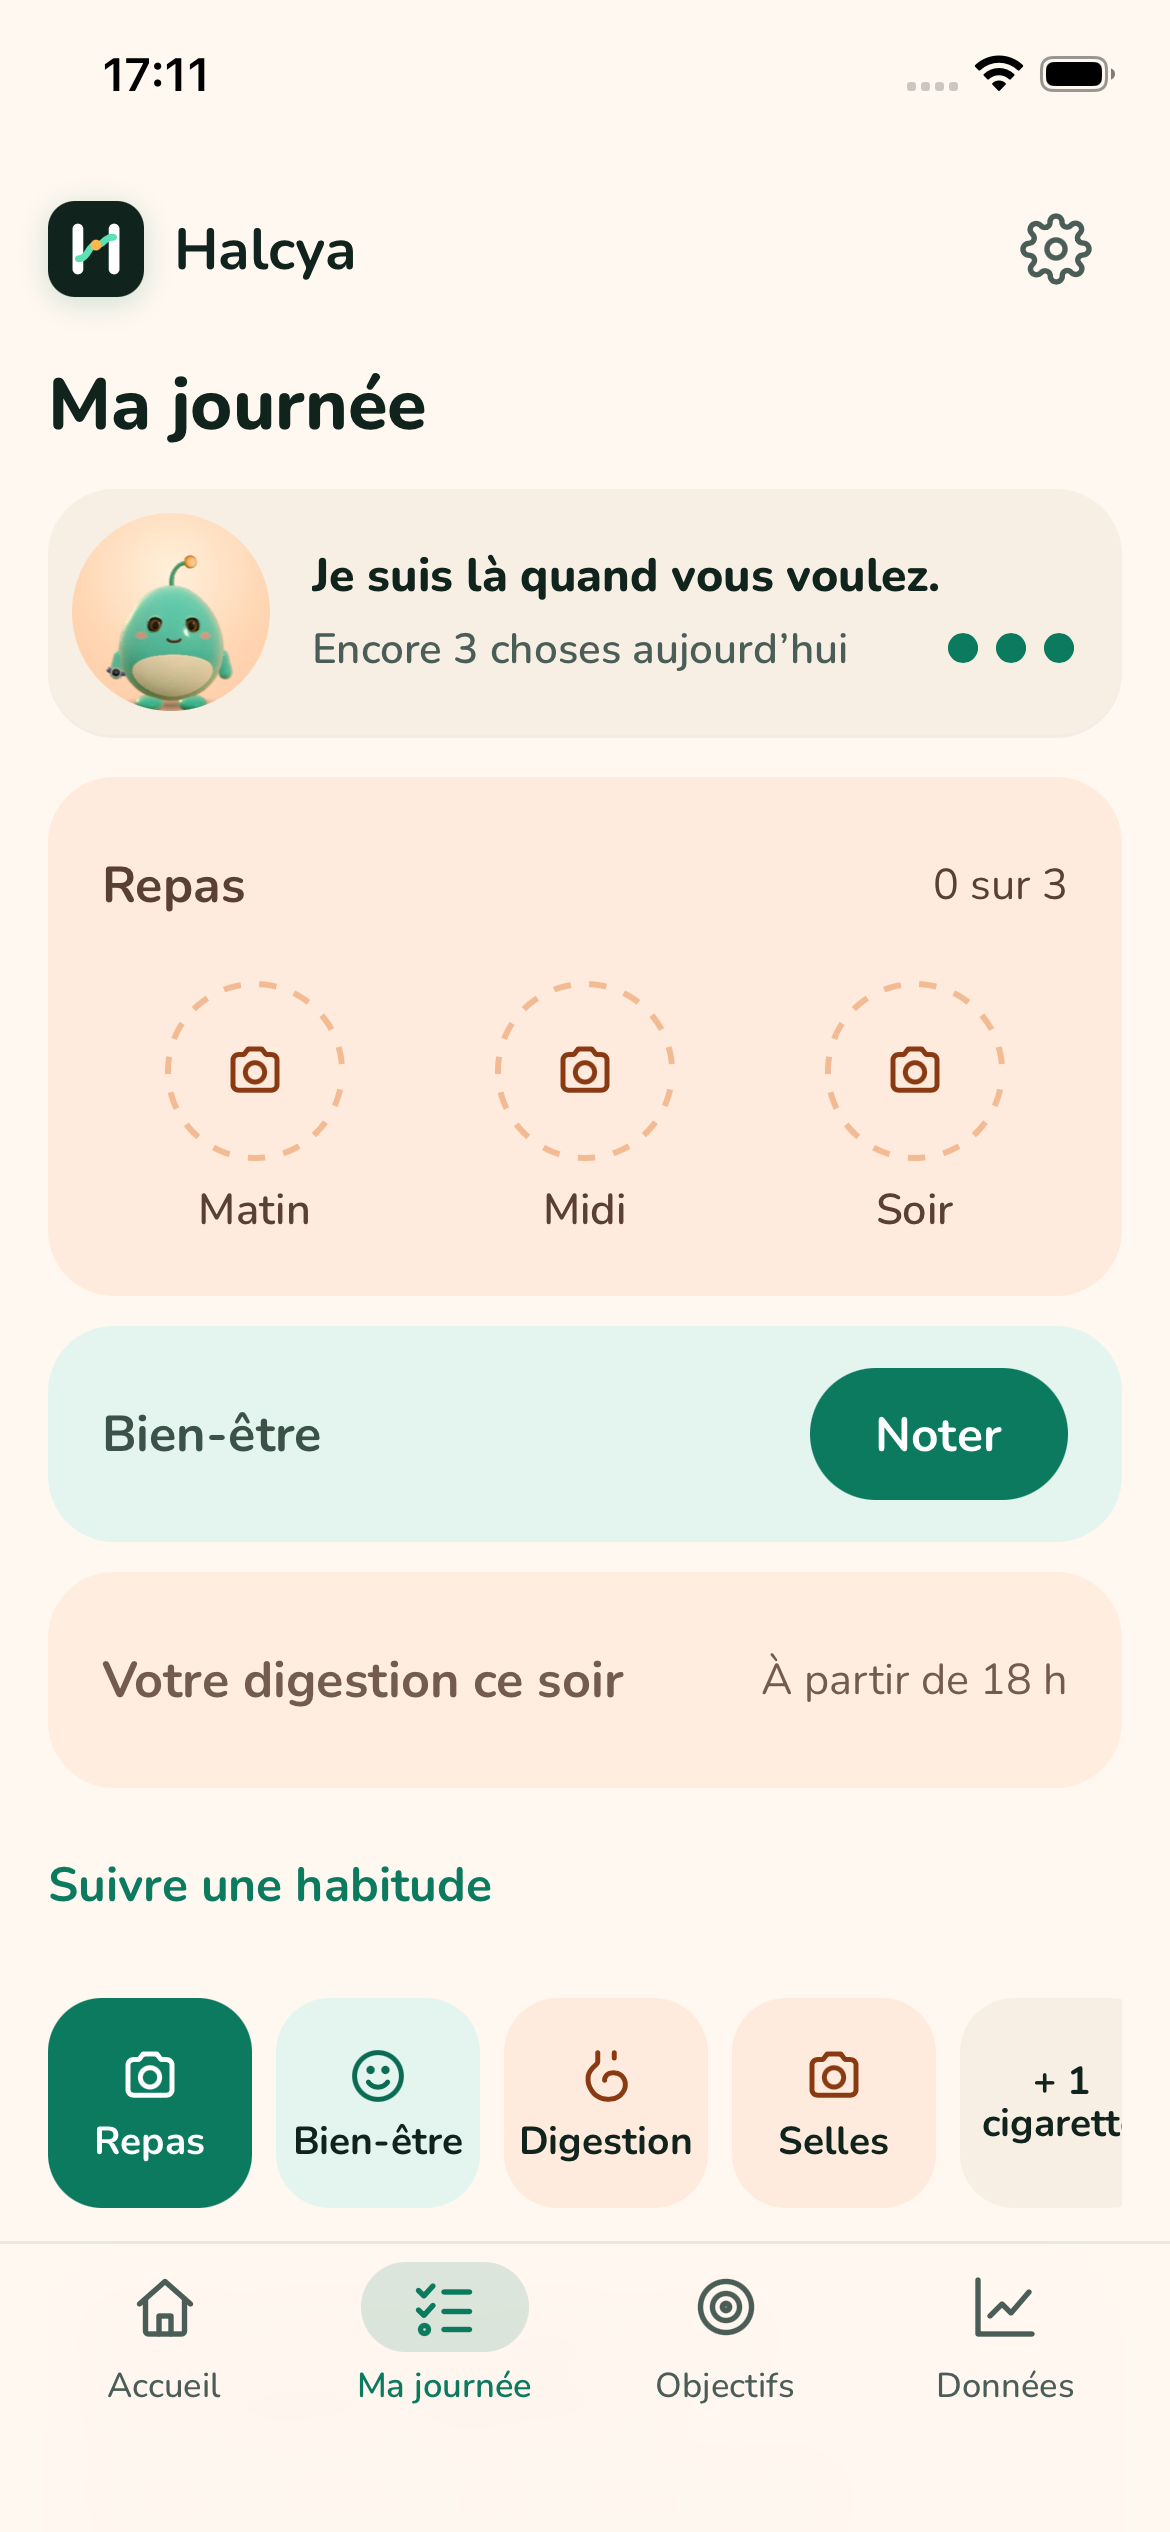 17:11
Halcya
Ma journée
Je suis là quand vous voulez.
Encore 3 choses aujourd’hui
Repas
0 sur 3
Matin
Midi
Soir
Bien-être
Noter
Votre digestion ce soir
À partir de 18 h
Suivre une habitude
Repas
Bien-être
Digestion
Selles
+ 1
cigarett
Accueil
Ma journée
Objectifs
Données